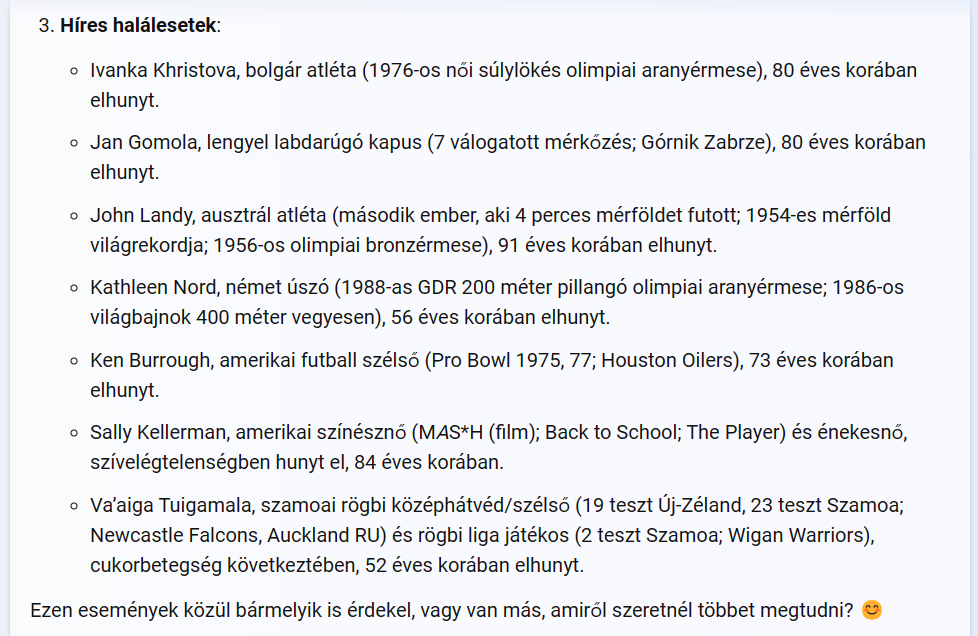 3. Híres halálesetek:
Ivanka Khristova, bolgár atléta (1976-os női súlylökés olimpiai aranyérmese), 80 éves korában
elhunyt.
Jan Gomola, lengyel labdarúgó kapus (7 válogatott mérkőzés; Górnik Zabrze), 80 éves korában
elhunyt.
John Landy, ausztrál atléta (második ember, aki 4 perces mérföldet futott; 1954-es mérföld
világrekordja; 1956-os olimpiai bronzérmese), 91 éves korában elhunyt.
Kathleen Nord, német úszó (1988-as GDR 200 méter pillangó olimpiai aranyérmese; 1986-os
világbajnok 400 méter vegyesen), 56 éves korában elhunyt.
Ken Burrough, amerikai futball szélső (Pro Bowl 1975, 77; Houston Oilers), 73 éves korában
elhunyt.
Sally Kellerman, amerikai színésznő (MAS*H (film); Back to School; The Player) és énekesnő,
szívelégtelenségben hunyt el, 84 éves korában.
Va’aiga Tuigamala, szamoai rögbi középhátvéd/szélső (19 teszt Új-Zéland, 23 teszt Szamoa;
Newcastle Falcons, Auckland RU) és rögbi liga játékos (2 teszt Szamoa; Wigan Warriors),
cukorbetegség következtében, 52 éves korában elhunyt.
Ezen események közül bármelyik is érdekel, vagy van más, amiről szeretnél többet megtudni? 😊